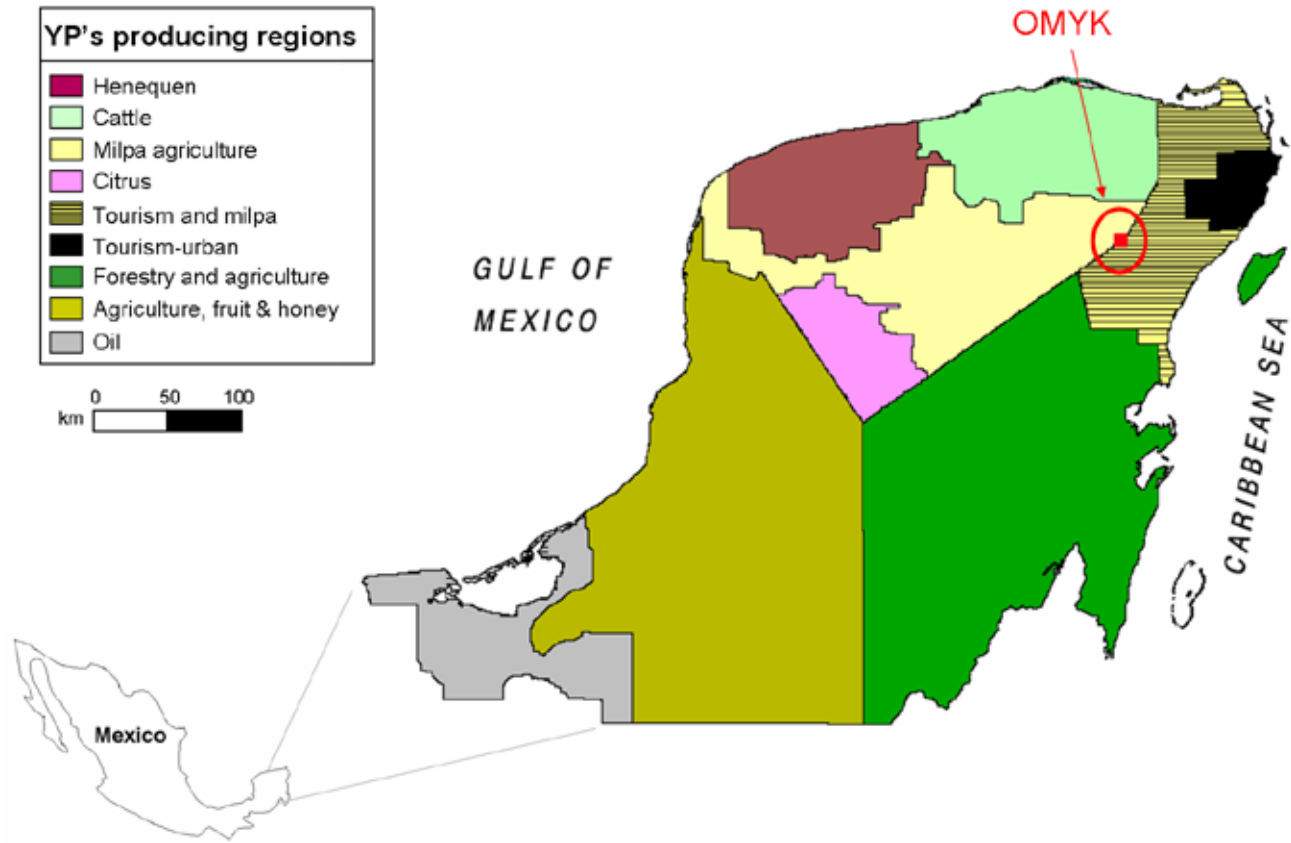 YP's producing regions
Henequen
Cattle
Milpa agriculture
Citrus
Tourism and milpa
Tourism-urban
Forestry and agriculture
Agriculture, fruit & honey
Oil
0 50 100
km
OMYK
GULF OF
MEXICO
CARIBBEAN SEA
Mexico